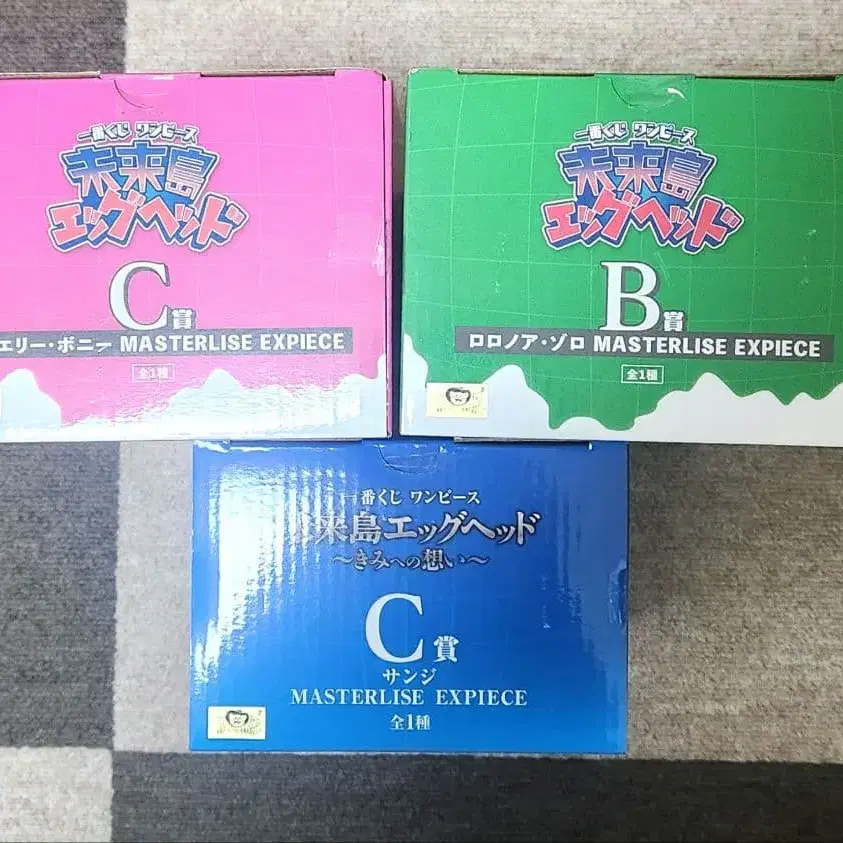 一番くじ ワンピース
未来島
エッグヘッド
C賞
エリー・ボニー MASTERLISE EXPIECE
全1種
一番くじ ワンピース
未来島
エッグヘッド
B賞
ロロノア・ゾロ MASTERLISE EXPIECE
全1種
一番くじ ワンピース
来島エッグヘッド
～きみへの想い～
C賞
サンジ
MASTERLISE EXPIECE
全1種